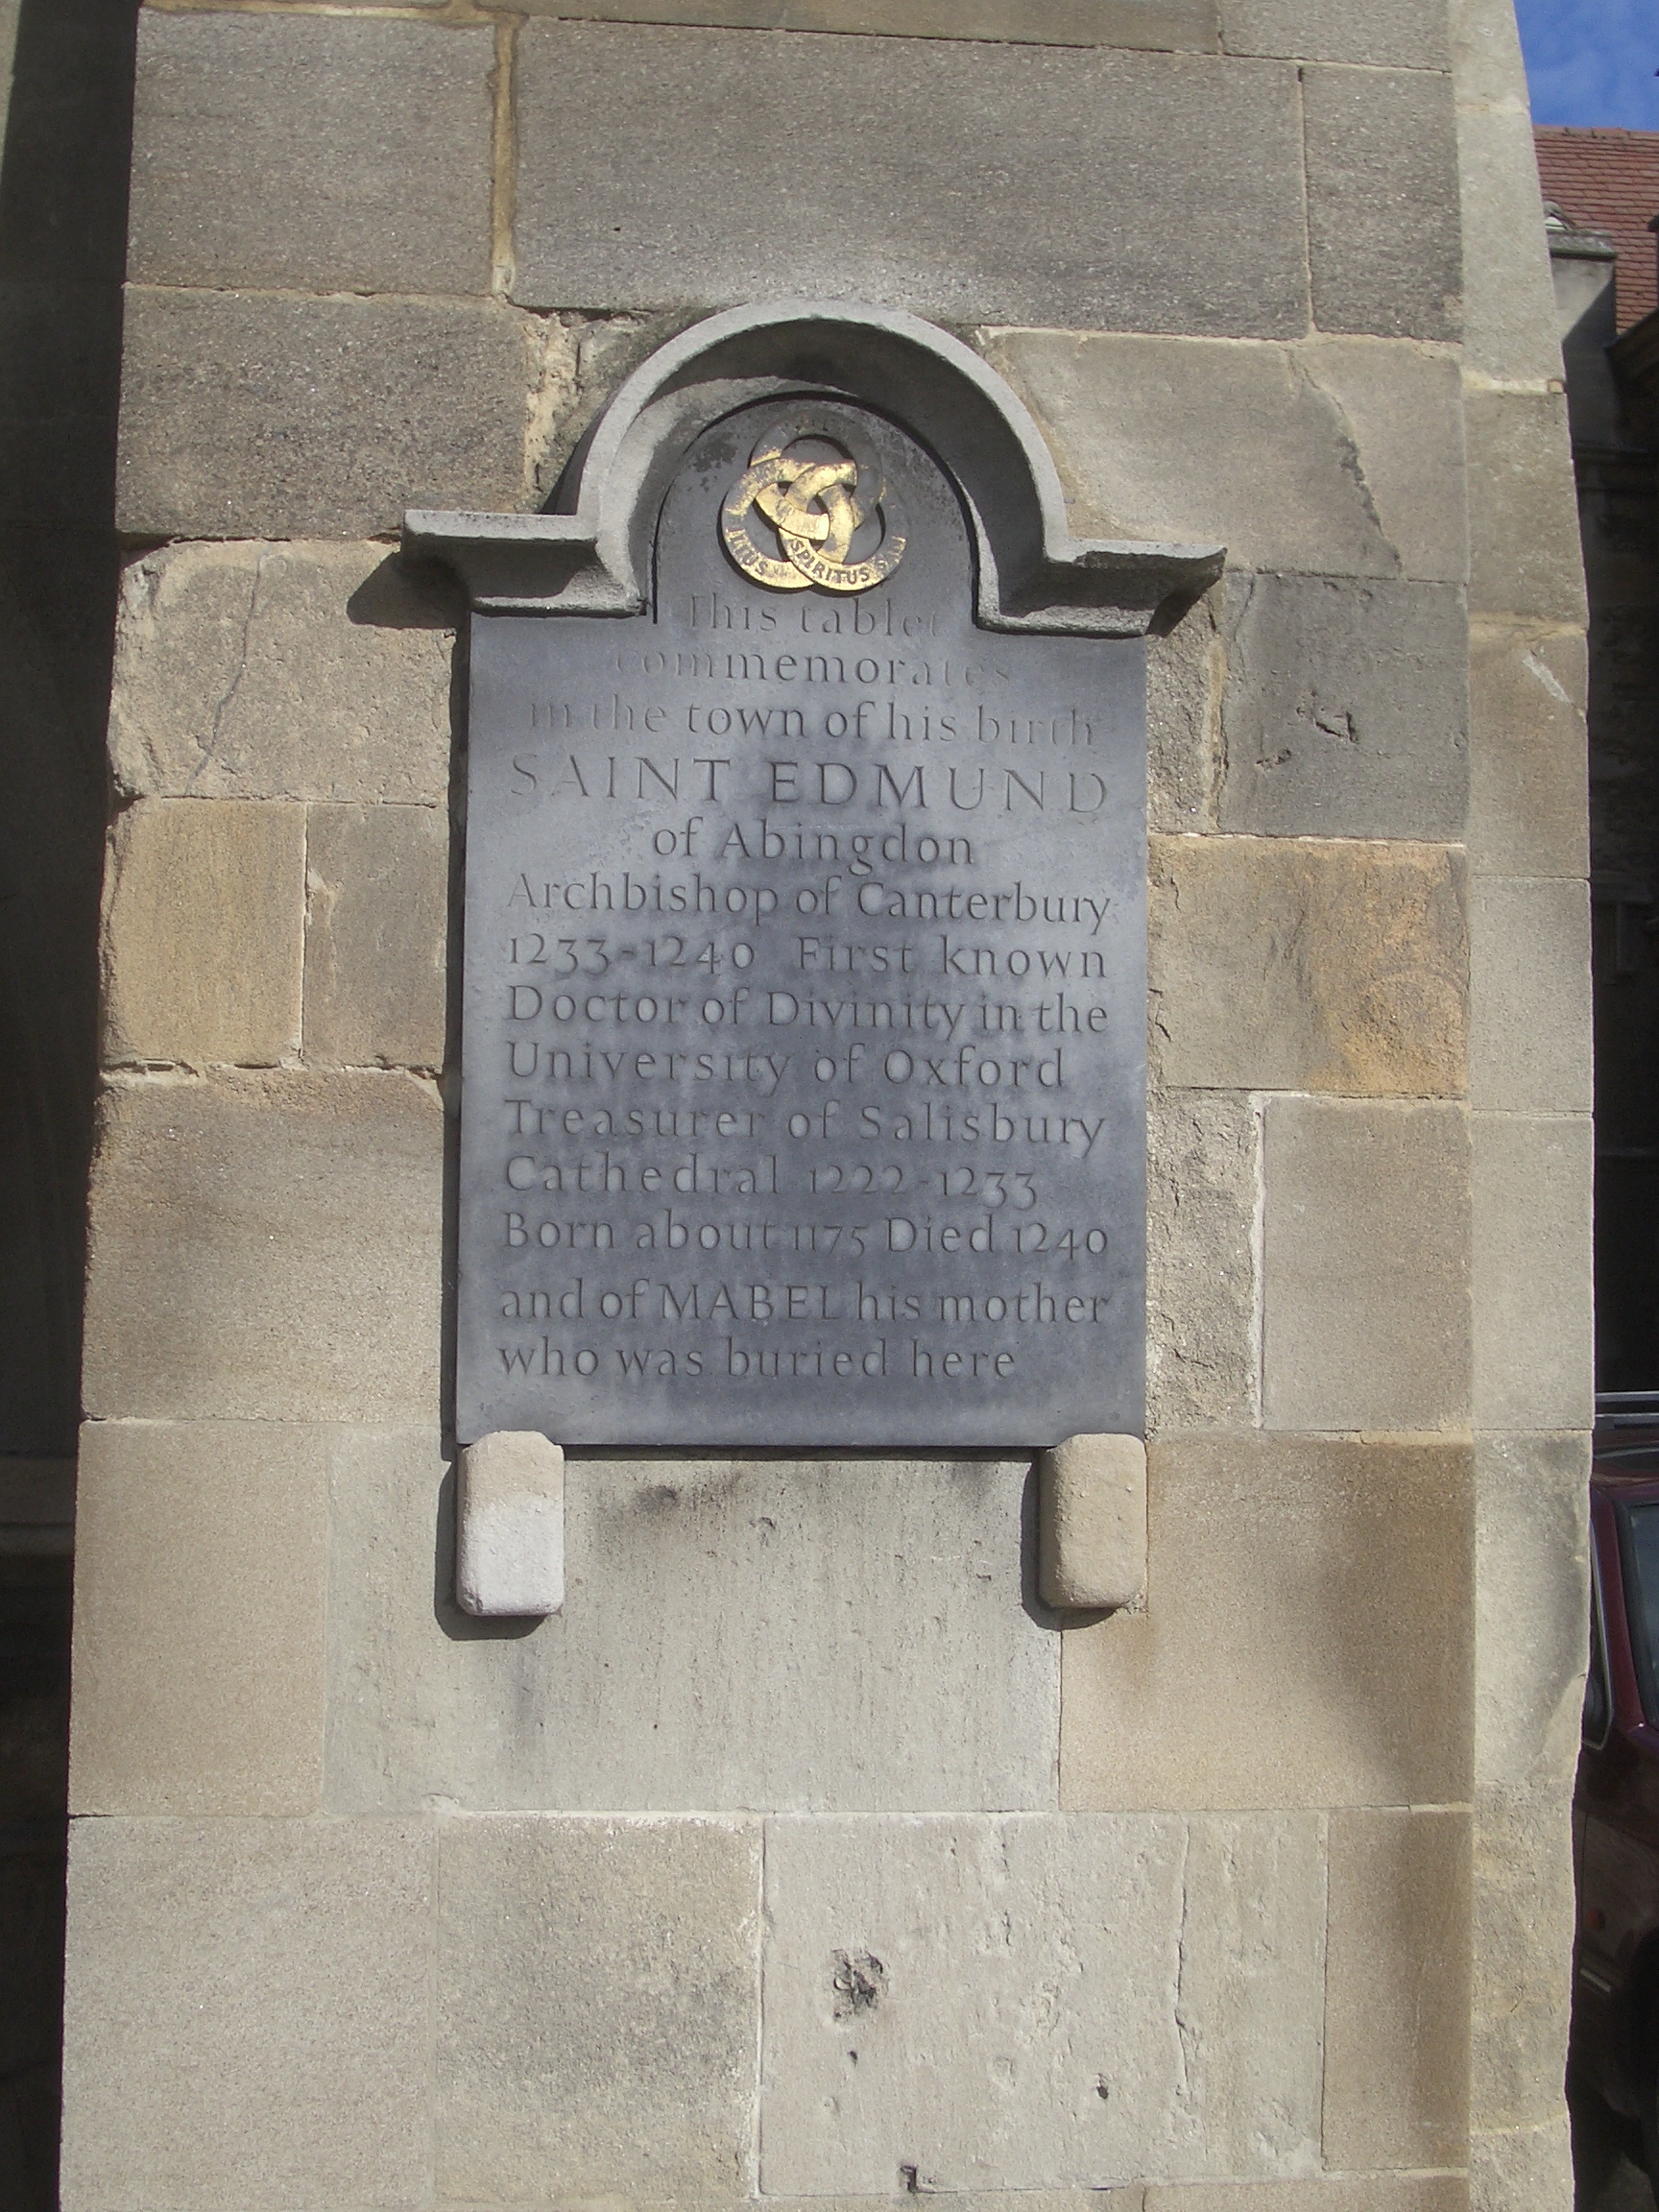 SPIRITUS
This tablet
commemorates
in the town of his birth
SAINT EDMUND
of Abingdon
Archbishop of Canterbury
1233-1240 First known
Doctor of Divinity in the
University of Oxford
Treasurer of Salisbury
Cathedral 1222-1233
Born about 1175 Died 1240
and of MABEL his mother
who was buried here